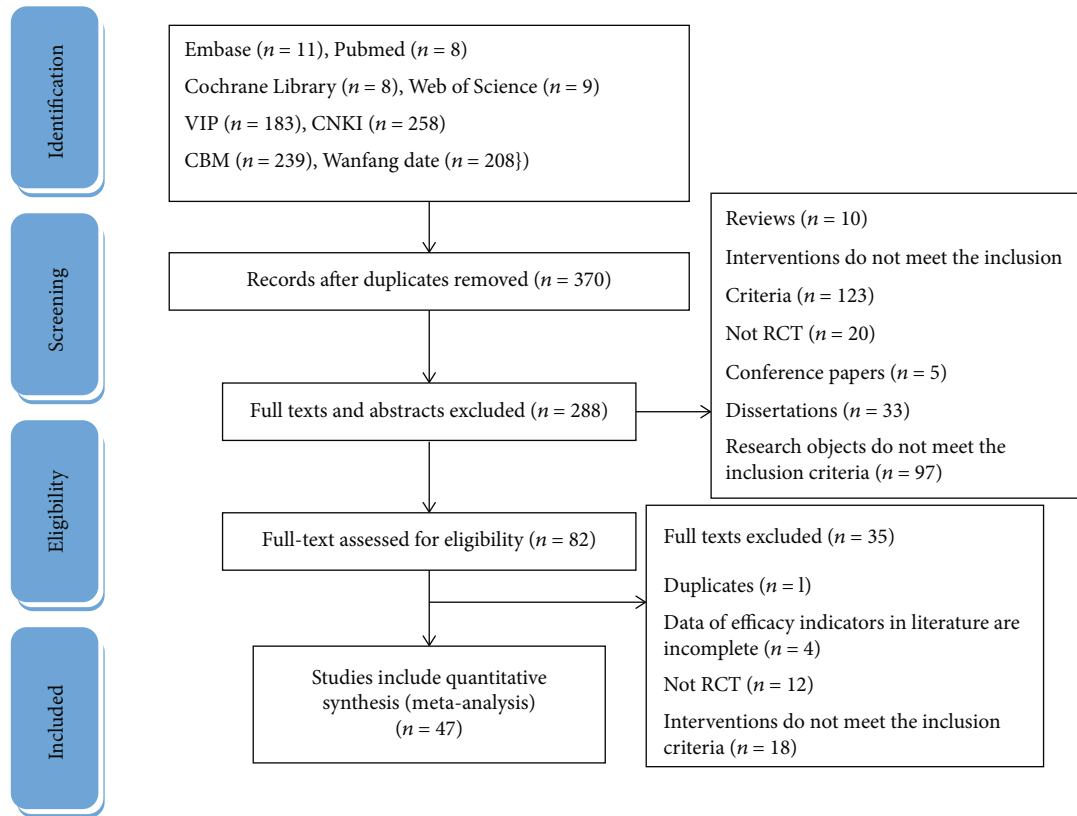 Identification
Embase (n = 11), Pubmed (n = 8)
Cochrane Library (n = 8), Web of Science (n = 9)
VIP (n = 183), CNKI (n = 258)
CBM (n = 239), Wanfang date (n = 208})
Screening
Records after duplicates removed (n = 370)
Full texts and abstracts excluded (n = 288)
Reviews (n = 10)
Interventions do not meet the inclusion
Criteria (n = 123)
Not RCT (n = 20)
Conference papers (n = 5)
Dissertations (n = 33)
Research objects do not meet the
inclusion criteria (n = 97)
Eligibility
Full-text assessed for eligibility (n = 82)
Full texts excluded (n = 35)
Duplicates (n = l)
Data of efficacy indicators in literature are
incomplete (n = 4)
Not RCT (n = 12)
Interventions do not meet the inclusion
criteria (n = 18)
Included
Studies include quantitative
synthesis (meta-analysis)
(n = 47)